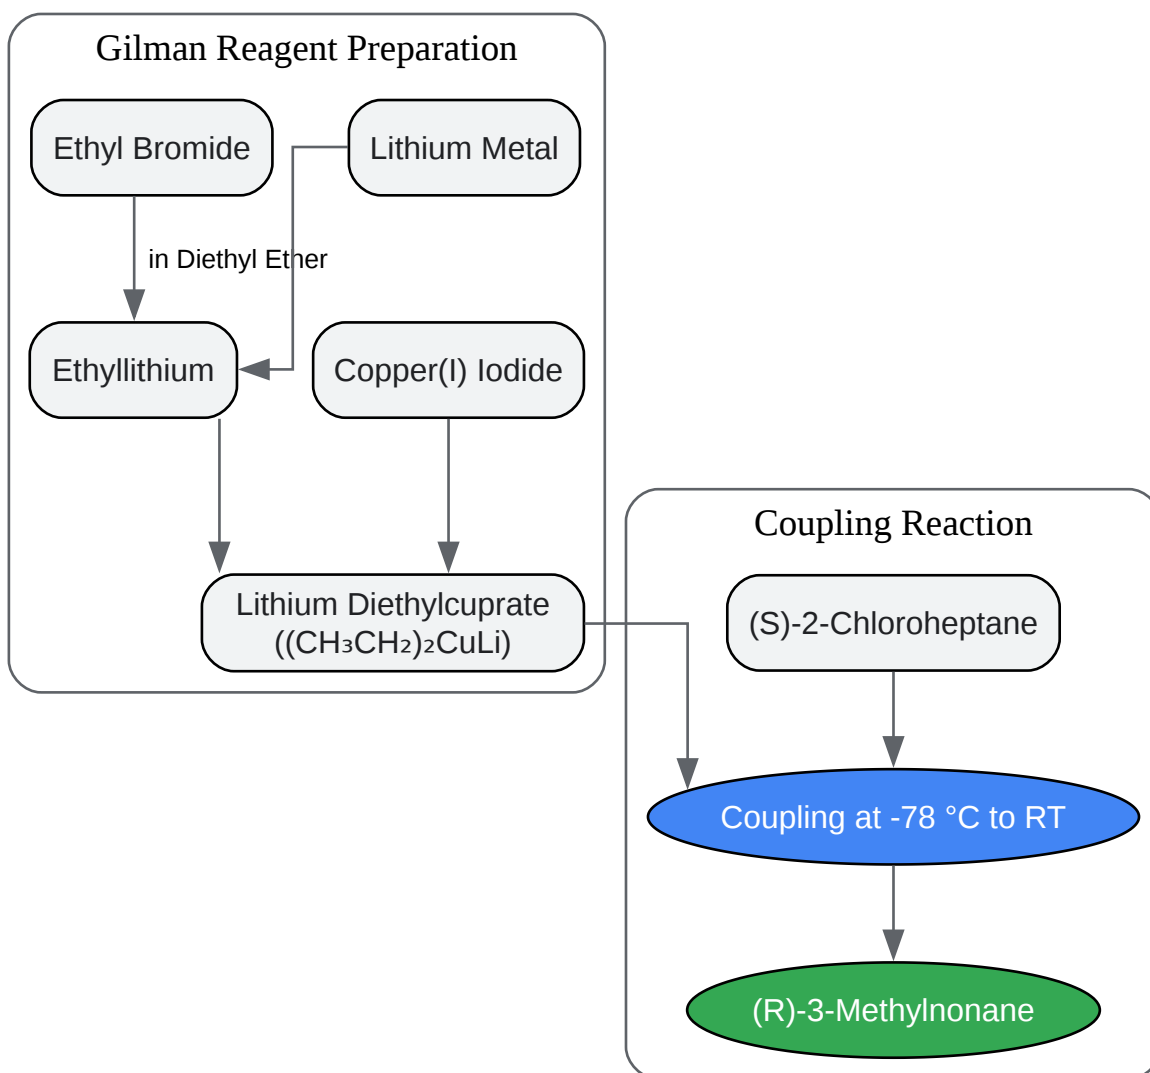 Gilman Reagent Preparation
Ethyl Bromide
Lithium Metal
in Diethyl Ether
Ethyllithium
Copper(I) Iodide
Lithium Diethylcuprate
((CH₃CH₂)₂CuLi)
Coupling Reaction
(S)-2-Chloroheptane
Coupling at -78 °C to RT
(R)-3-Methylnonane